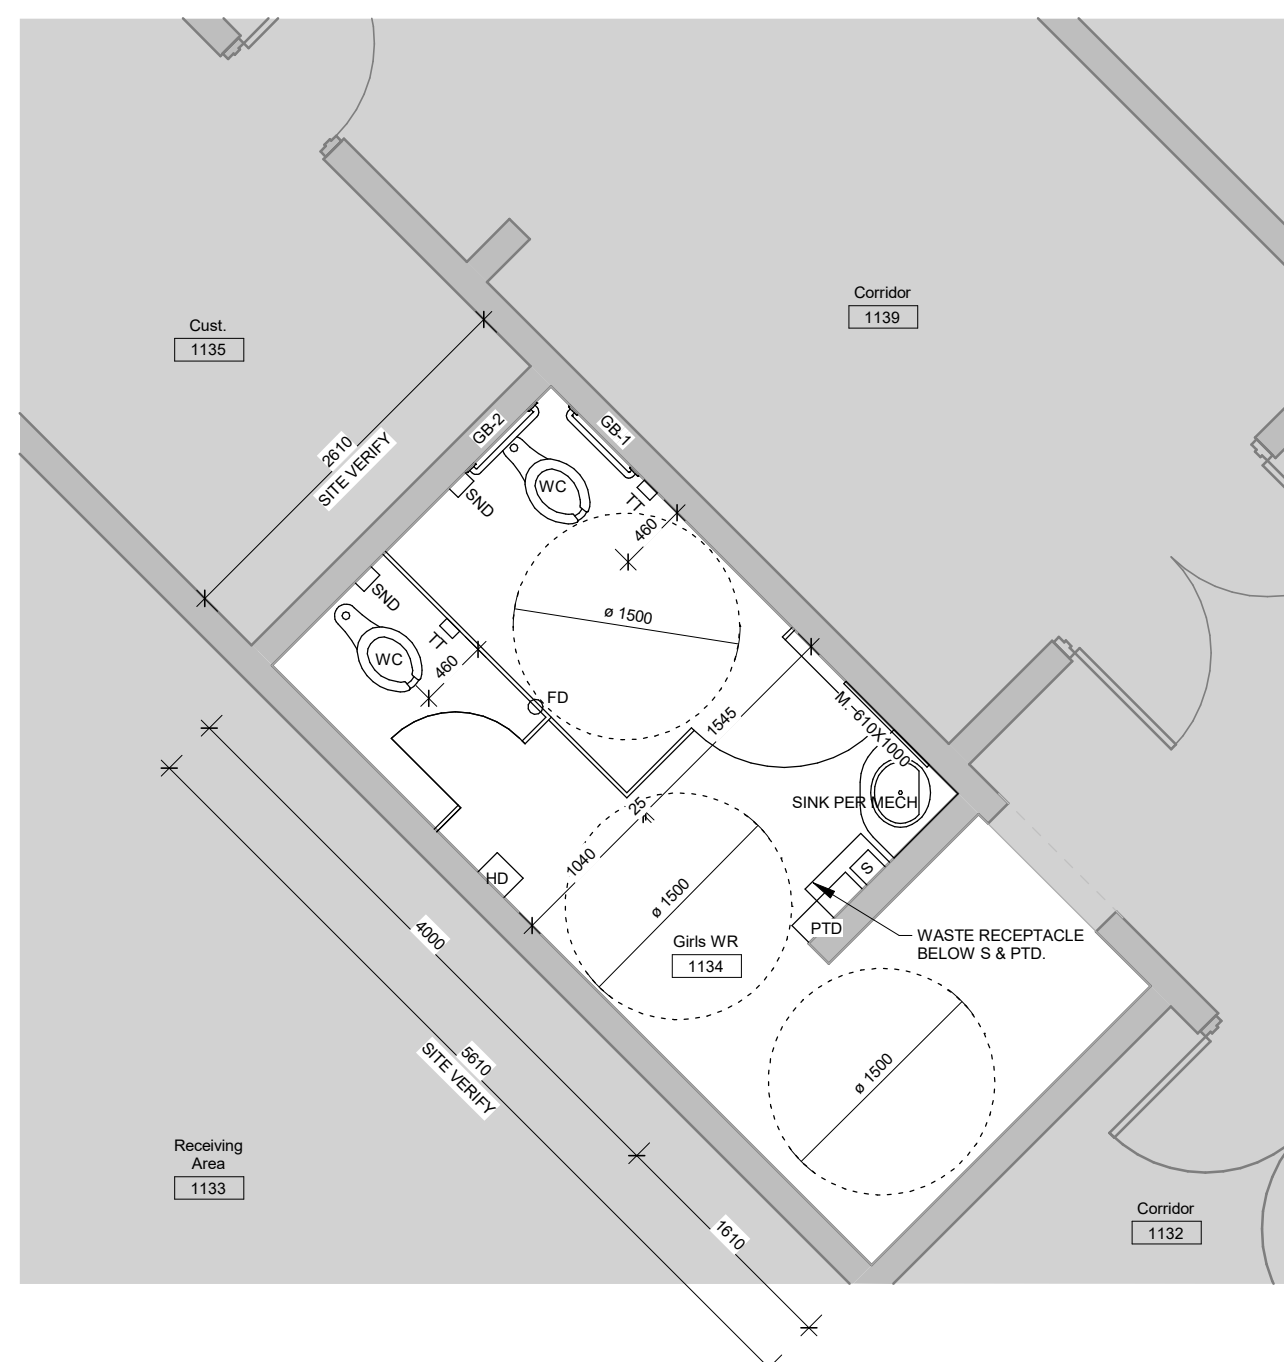 Corridor
1139
Cust.
1135
2610
SITE VERIFY
GB-2
GB-1
WC
SND
TT
460
ø 1500
SND
TT
WC
460
FD
1545
M.-610X1000
SINK PER MECH
25
1040
S
HD
ø 1500
PTD
WASTE RECEPTACLE
BELOW S & PTD.
Girls WR
1134
4000
5610
SITE VERIFY
ø 1500
Receiving
Area
1133
1610
Corridor
1132